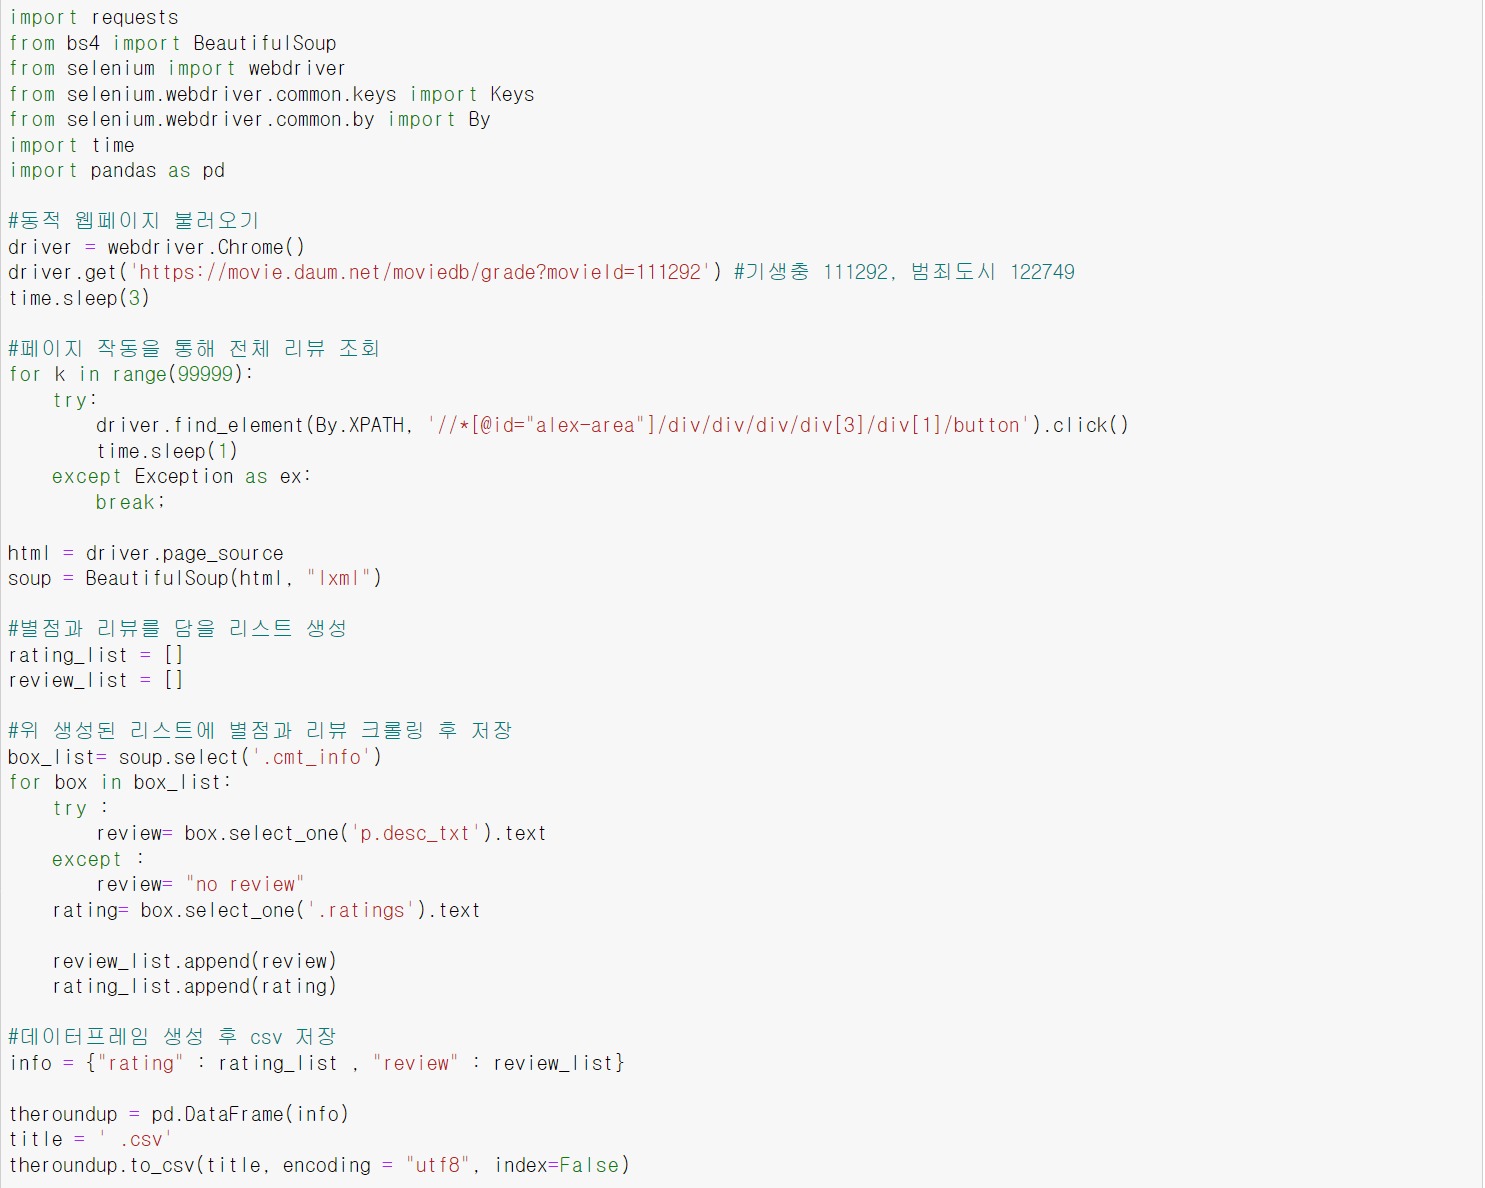 import requests
from bs4 import BeautifulSoup
from selenium import webdriver
from selenium.webdriver.common.keys import Keys
from selenium.webdriver.common.by import By
import time
import pandas as pd

#동적 웹페이지 불러오기
driver = webdriver.Chrome()
driver.get('https://movie.daum.net/moviedb/grade?movieId=111292') #기생충 111292, 범죄도시 122749
time.sleep(3)

#페이지 작동을 통해 전체 리뷰 조회
for k in range(99999):
    try:
        driver.find_element(By.XPATH, '//*[@id="alex-area"]/div/div/div/div[3]/div[1]/button').click()
        time.sleep(1)
    except Exception as ex:
        break;

html = driver.page_source
soup = BeautifulSoup(html, "lxml")

#별점과 리뷰를 담을 리스트 생성
rating_list = []
review_list = []

#위 생성된 리스트에 별점과 리뷰 크롤링 후 저장
box_list= soup.select('.cmt_info')
for box in box_list:
    try :
        review= box.select_one('p.desc_txt').text
    except :
        review= "no review"
    rating= box.select_one('.ratings').text

    review_list.append(review)
    rating_list.append(rating)

#데이터프레임 생성 후 csv 저장
info = {"rating" : rating_list , "review" : review_list}

theroundup = pd.DataFrame(info)
title = ' .csv'
theroundup.to_csv(title, encoding = "utf8", index=False)